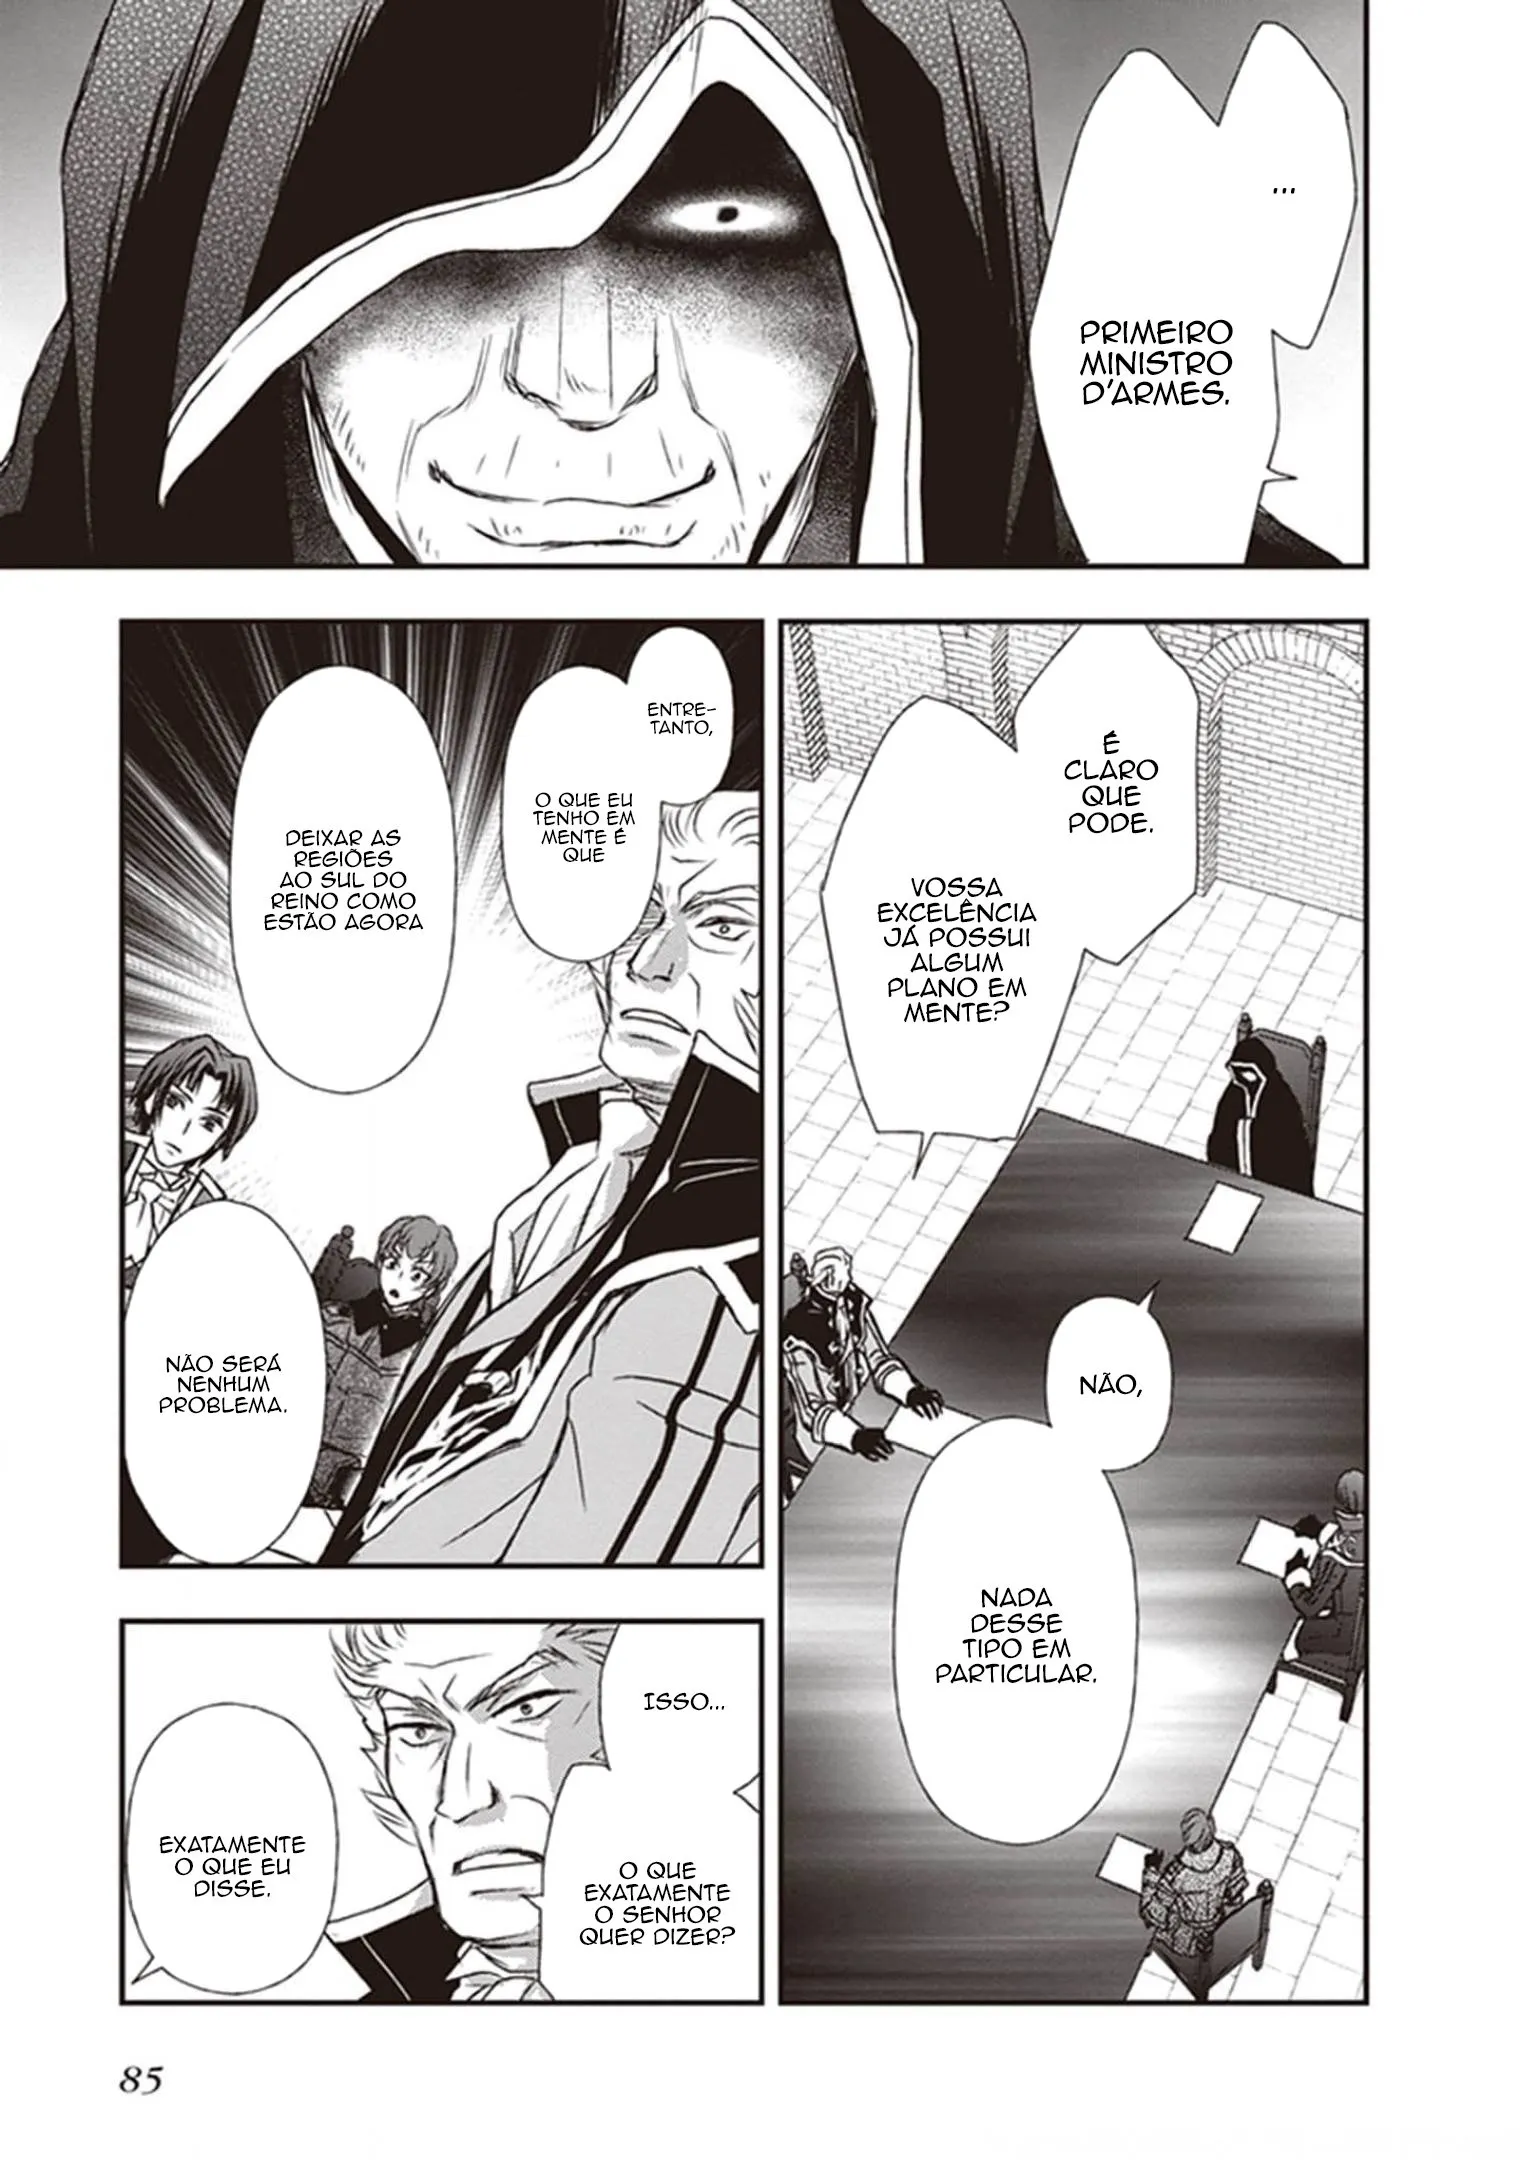 ...
PRIMEIRO
MINISTRO
D'ARMES.
É
CLARO
QUE
PODE.
VOSSA
EXCELÊNCIA
JÁ POSSUI
ALGUM
PLANO EM
MENTE?
NÃO,
NADA
DESSE
TIPO EM
PARTICULAR.
ENTRE-
TANTO,
O QUE EU
TENHO EM
MENTE É
QUE
DEIXAR AS
REGIÕES
AO SUL DO
REINO COMO
ESTÃO AGORA
NÃO SERÁ
NENHUM
PROBLEMA.
ISSO...
O QUE
EXATAMENTE
O SENHOR
QUER DIZER?
EXATAMENTE
O QUE EU
DISSE.
85